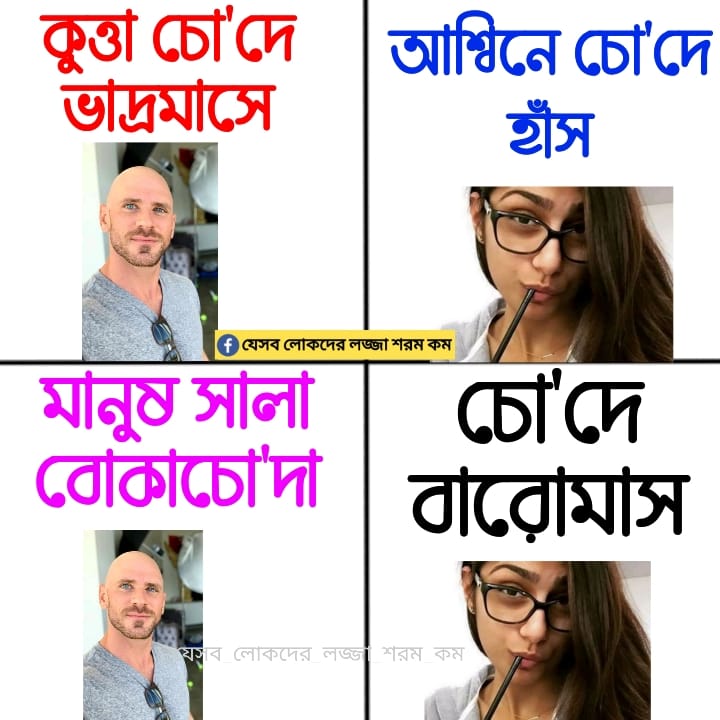 কুত্তা চো'দে
ভাদ্রমাসে
আশ্বিনে চো'দে
হাঁস
যেসব লোকদের লজ্জা শরম কম
মানুষ সালা
বোকাচো'দা
চো'দে
বারোমাস
যেসব_লোকদের_লজ্জা_শরম_কম